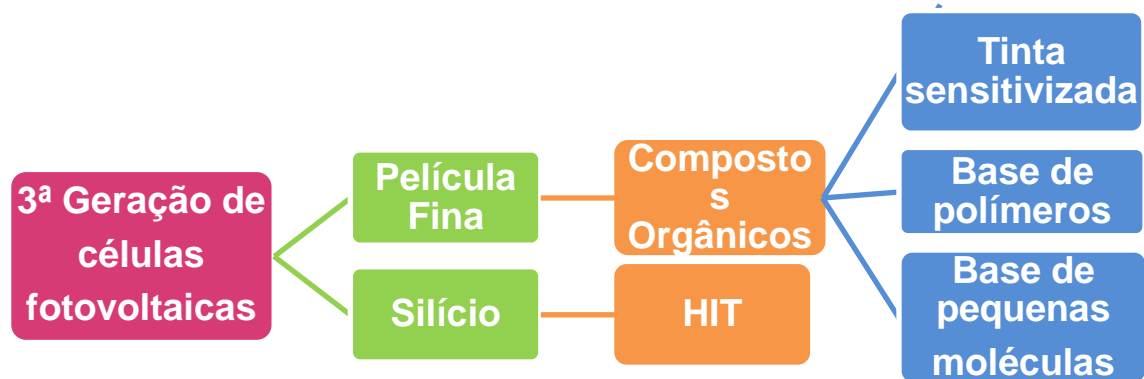 3ª Geração de
células
fotovoltaicas
Película
Fina
Silício
Composto
s
Orgânicos
HIT
Tinta
sensitivizada
Base de
polímeros
Base de
pequenas
moléculas